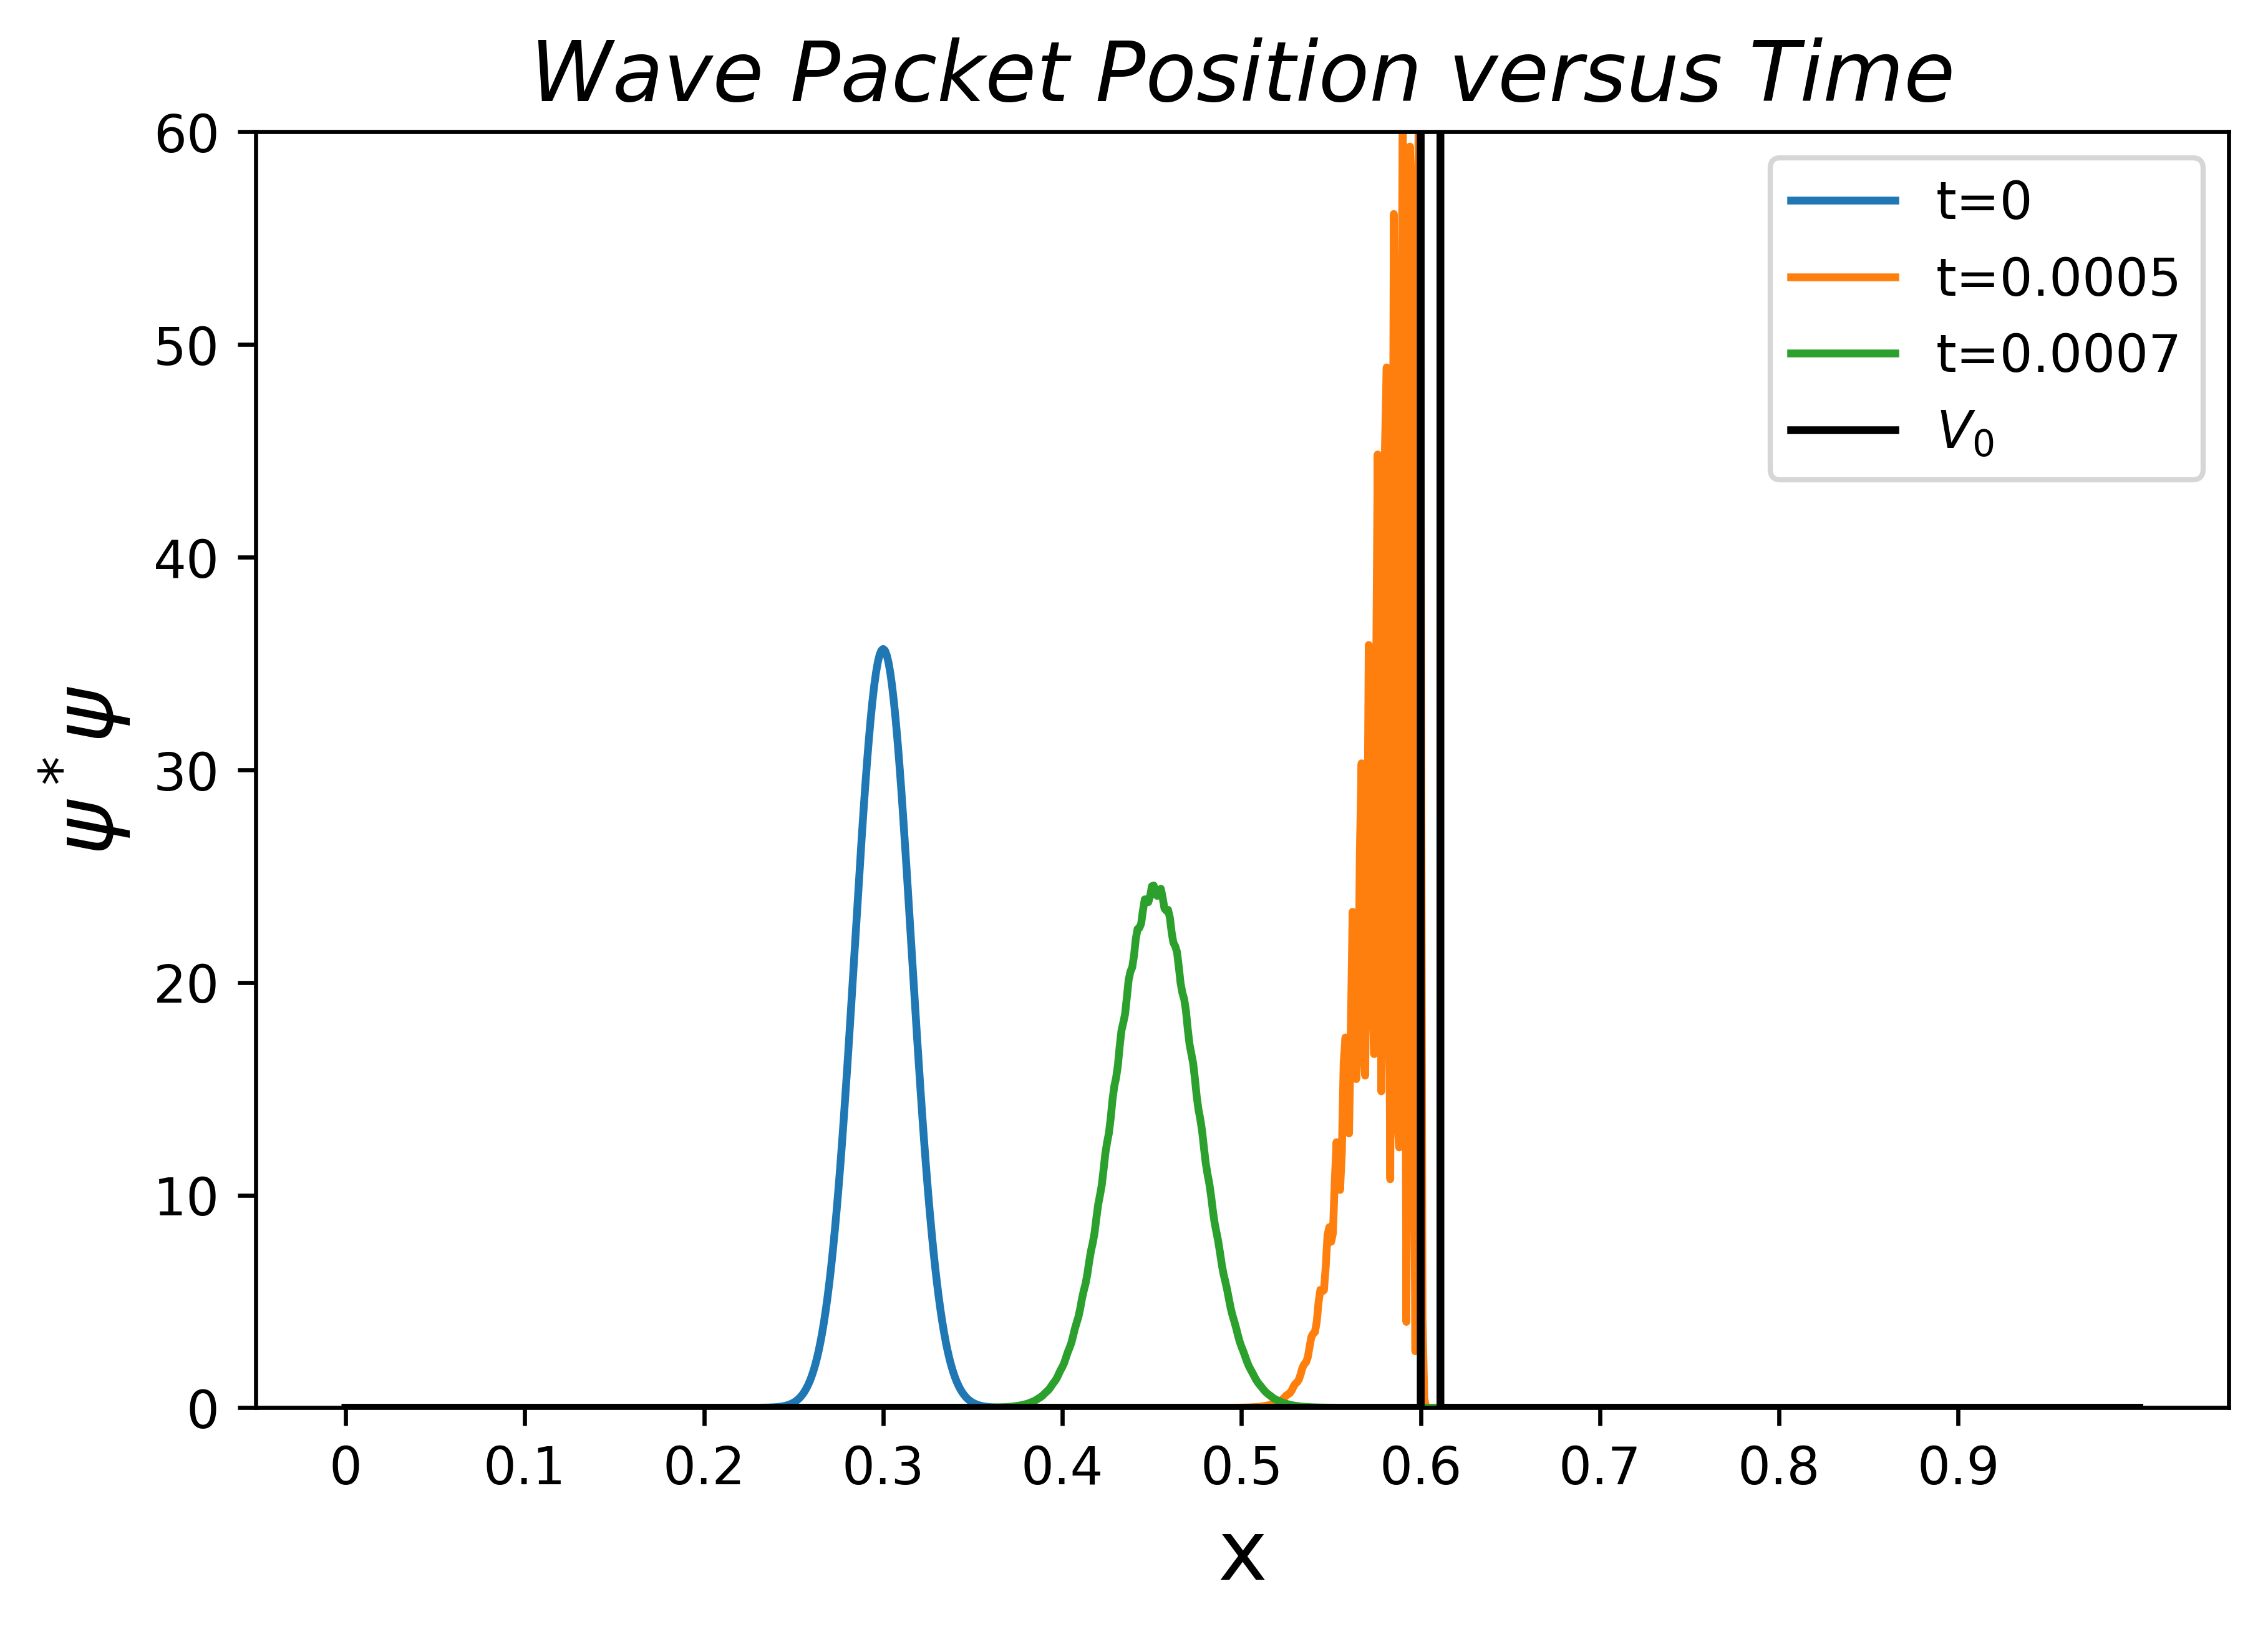 Wave Packet Position versus Time
60
50
40
30
20
10
0
ψ*ψ
t=0
t=0.0005
t=0.0007
V₀
0 0.1 0.2 0.3 0.4 0.5 0.6 0.7 0.8 0.9
x